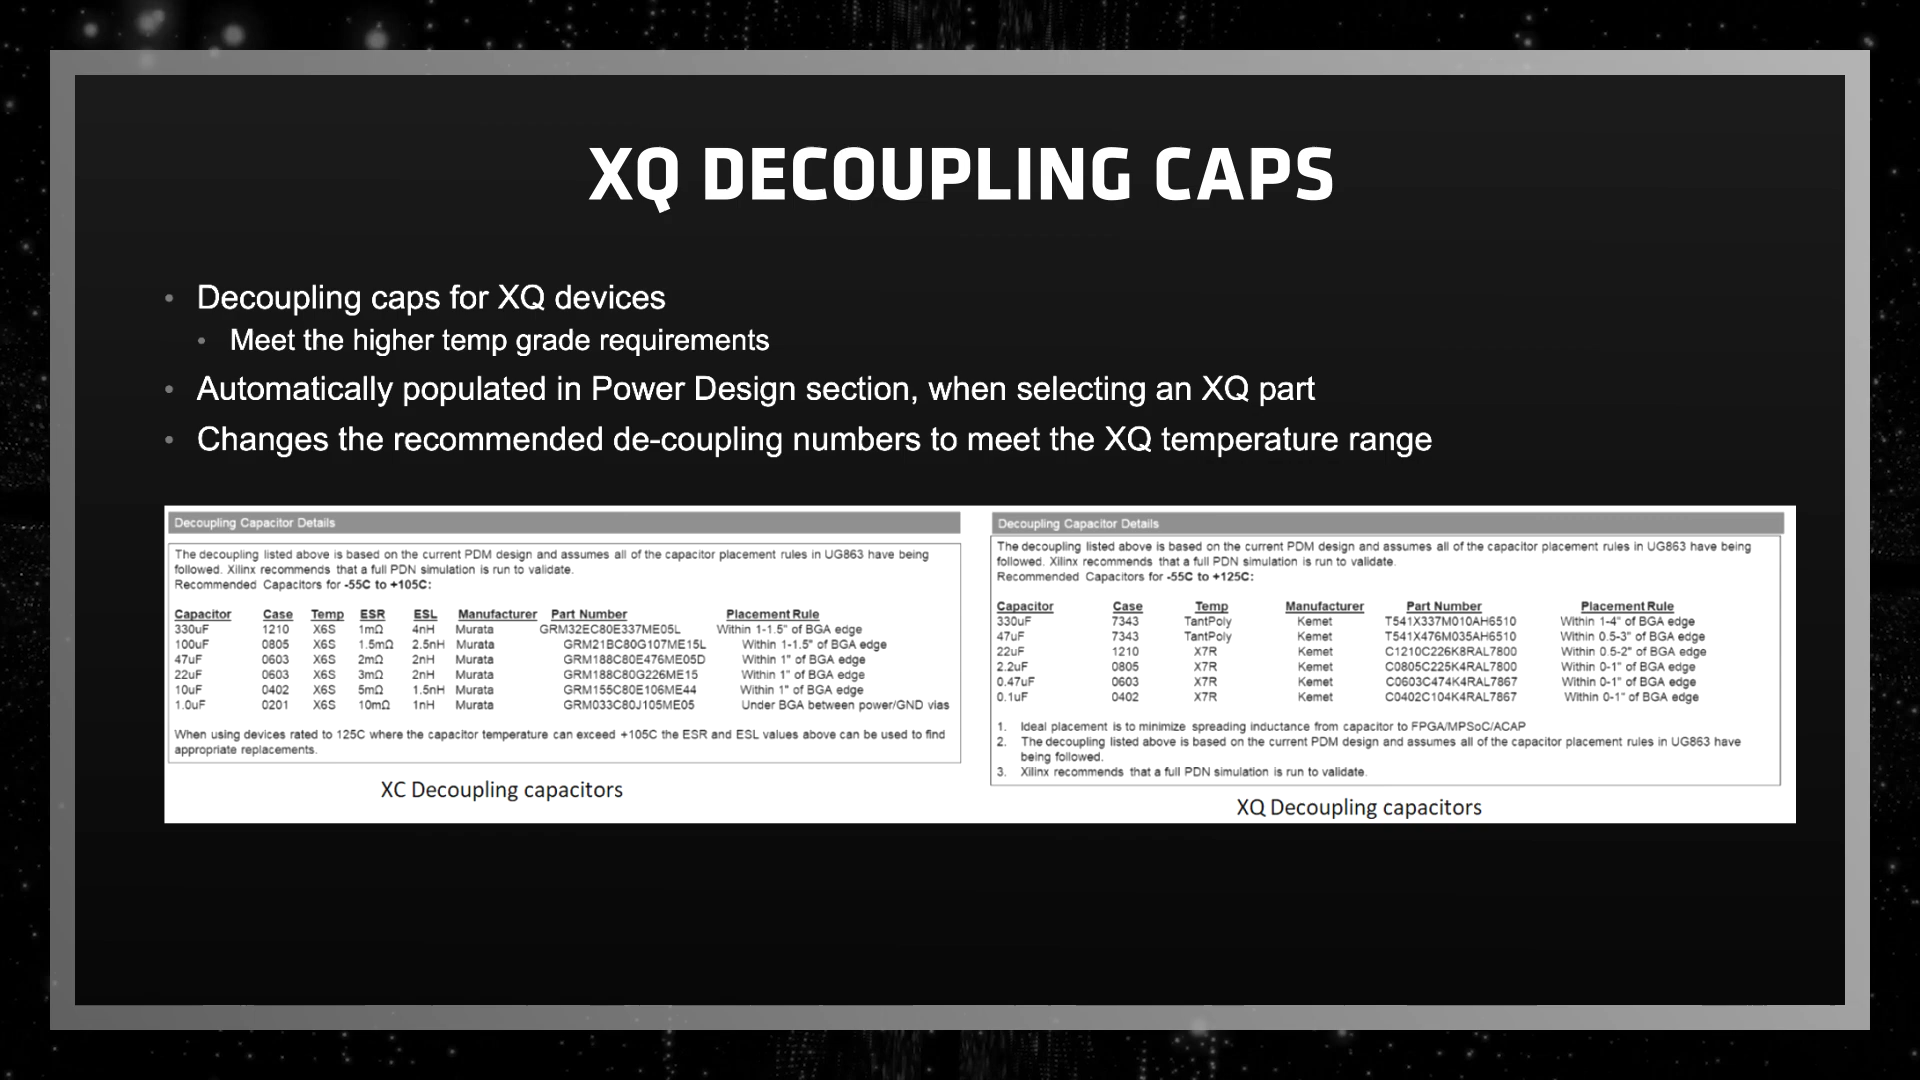 XQ DECOUPLING CAPS
• Decoupling caps for XQ devices
• Meet the higher temp grade requirements
• Automatically populated in Power Design section, when selecting an XQ part
• Changes the recommended de-coupling numbers to meet the XQ temperature range
Decoupling Capacitor Details
The decoupling listed above is based on the current PDM design and assumes all of the capacitor placement rules in UG863 have being
followed. Xilinx recommends that a full PDN simulation is run to validate.
Recommended Capacitors for -55C to +105C:
Capacitor Case Temp ESR ESL Manufacturer Part Number Placement Rule
330uF 1210 X6S 1mΩ 4nH Murata GRM32EC80E337ME05L Within 1-1.5" of BGA edge
100uF 0805 X6S 1.5mΩ 2.5nH Murata GRM21BC80G107ME15L Within 1-1.5" of BGA edge
47uF 0603 X6S 2mΩ 2nH Murata GRM188C80E476ME05D Within 1" of BGA edge
22uF 0603 X6S 3mΩ 2nH Murata GRM188C80G226ME15 Within 1" of BGA edge
10uF 0402 X6S 5mΩ 1.5nH Murata GRM155C80E106ME44 Within 1" of BGA edge
1.0uF 0201 X6S 10mΩ 1nH Murata GRM033C80J105ME05 Under BGA between power/GND vias
When using devices rated to 125C where the capacitor temperature can exceed +105C the ESR and ESL values above can be used to find
appropriate replacements.
XC Decoupling capacitors
Decoupling Capacitor Details
The decoupling listed above is based on the current PDM design and assumes all of the capacitor placement rules in UG863 have being
followed. Xilinx recommends that a full PDN simulation is run to validate.
Recommended Capacitors for -55C to +125C:
Capacitor Case Temp Manufacturer Part Number Placement Rule
330uF 7343 TantPoly Kemet T541X337M010AH6510 Within 1-4" of BGA edge
47uF 7343 TantPoly Kemet T541X476M035AH6510 Within 0.5-3" of BGA edge
22uF 1210 X7R Kemet C1210C226K8RAL7800 Within 0.5-2" of BGA edge
2.2uF 0805 X7R Kemet C0805C225K4RAL7800 Within 0-1" of BGA edge
0.47uF 0603 X7R Kemet C0603C474K4RAL7867 Within 0-1" of BGA edge
0.1uF 0402 X7R Kemet C0402C104K4RAL7867 Within 0-1" of BGA edge
1. Ideal placement is to minimize spreading inductance from capacitor to FPGA/MPSoC/ACAP
2. The decoupling listed above is based on the current PDM design and assumes all of the capacitor placement rules in UG863 have
being followed.
3. Xilinx recommends that a full PDN simulation is run to validate.
XQ Decoupling capacitors